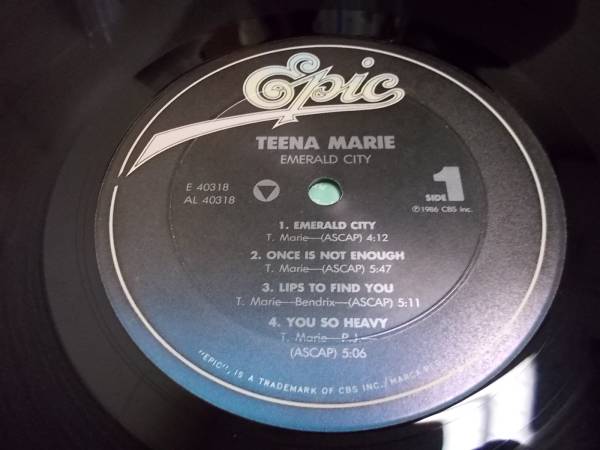 Epic
TEENA MARIE
EMERALD CITY
E 40318
AL 40318
SIDE 1
℗1986 CBS Inc.
1. EMERALD CITY
T. Marie—(ASCAP) 4:12
2. ONCE IS NOT ENOUGH
T. Marie—(ASCAP) 5:47
3. LIPS TO FIND YOU
T. Marie—Bendrix—(ASCAP) 5:11
4. YOU SO HEAVY
T. Marie—P.J.—
(ASCAP) 5:06
"EPIC", IS A TRADEMARK OF CBS INC./MARCA